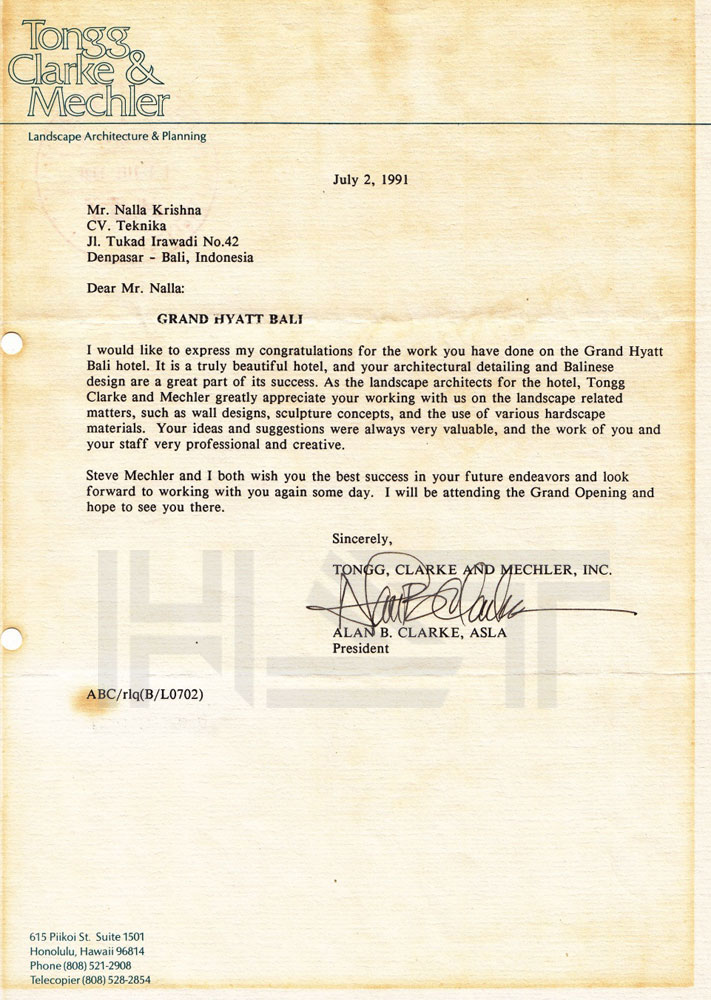 Tongg
Clarke &
Mechler
Landscape Architecture & Planning
July 2, 1991
Mr. Nalla Krishna
CV. Teknika
Jl. Tukad Irawadi No.42
Denpasar - Bali, Indonesia
Dear Mr. Nalla:
GRAND HYATT BALI
I would like to express my congratulations for the work you have done on the Grand Hyatt
Bali hotel. It is a truly beautiful hotel, and your architectural detailing and Balinese
design are a great part of its success. As the landscape architects for the hotel, Tongg
Clarke and Mechler greatly appreciate your working with us on the landscape related
matters, such as wall designs, sculpture concepts, and the use of various hardscape
materials. Your ideas and suggestions were always very valuable, and the work of you and
your staff very professional and creative.
Steve Mechler and I both wish you the best success in your future endeavors and look
forward to working with you again some day. I will be attending the Grand Opening and
hope to see you there.
Sincerely,
TONGG, CLARKE AND MECHLER, INC.
Alan B Clarke
ALAN B. CLARKE, ASLA
President
ABC/rlq(B/L0702)
615 Piikoi St. Suite 1501
Honolulu, Hawaii 96814
Phone (808) 521-2908
Telecopier (808) 528-2854